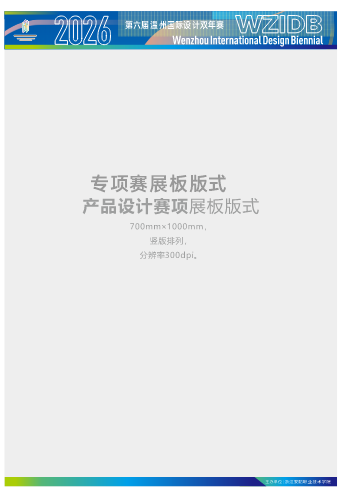 2026
第六届温州国际设计双年赛
WZIDB
Wenzhou International Design Biennial
专项赛展板版式
产品设计赛项展板版式
700mm×1000mm、
竖版排列，
分辨率300dpi。